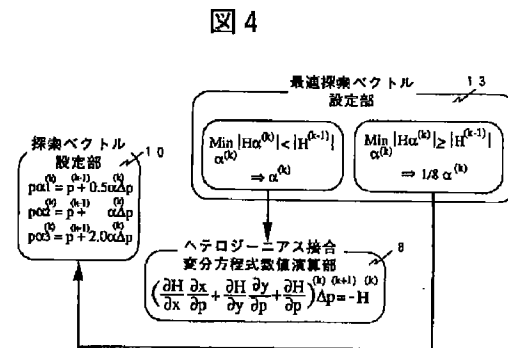 図4
最適探索ベクトル
設定部
13
Min |Hα^(k)| < |H^(k-1)|
α^(k)
⇒ α^(k)
Min |Hα^(k)| ≥ |H^(k-1)|
α^(k)
⇒ 1/8 α^(k)
探索ベクトル
設定部
10
pα1^(k) = p^(k-1) + 0.5αΔp^(k)
pα2^(k) = p^(k-1) + αΔp^(k)
pα3^(k) = p^(k+1) + 2.0αΔp^(k)
ヘテロジーニアス接合
変分方程式数値演算部
8
(∂H/∂x ∂x/∂p + ∂H/∂y ∂y/∂p + ∂H/∂p)^(k) Δp^(k+1) = -H^(k)